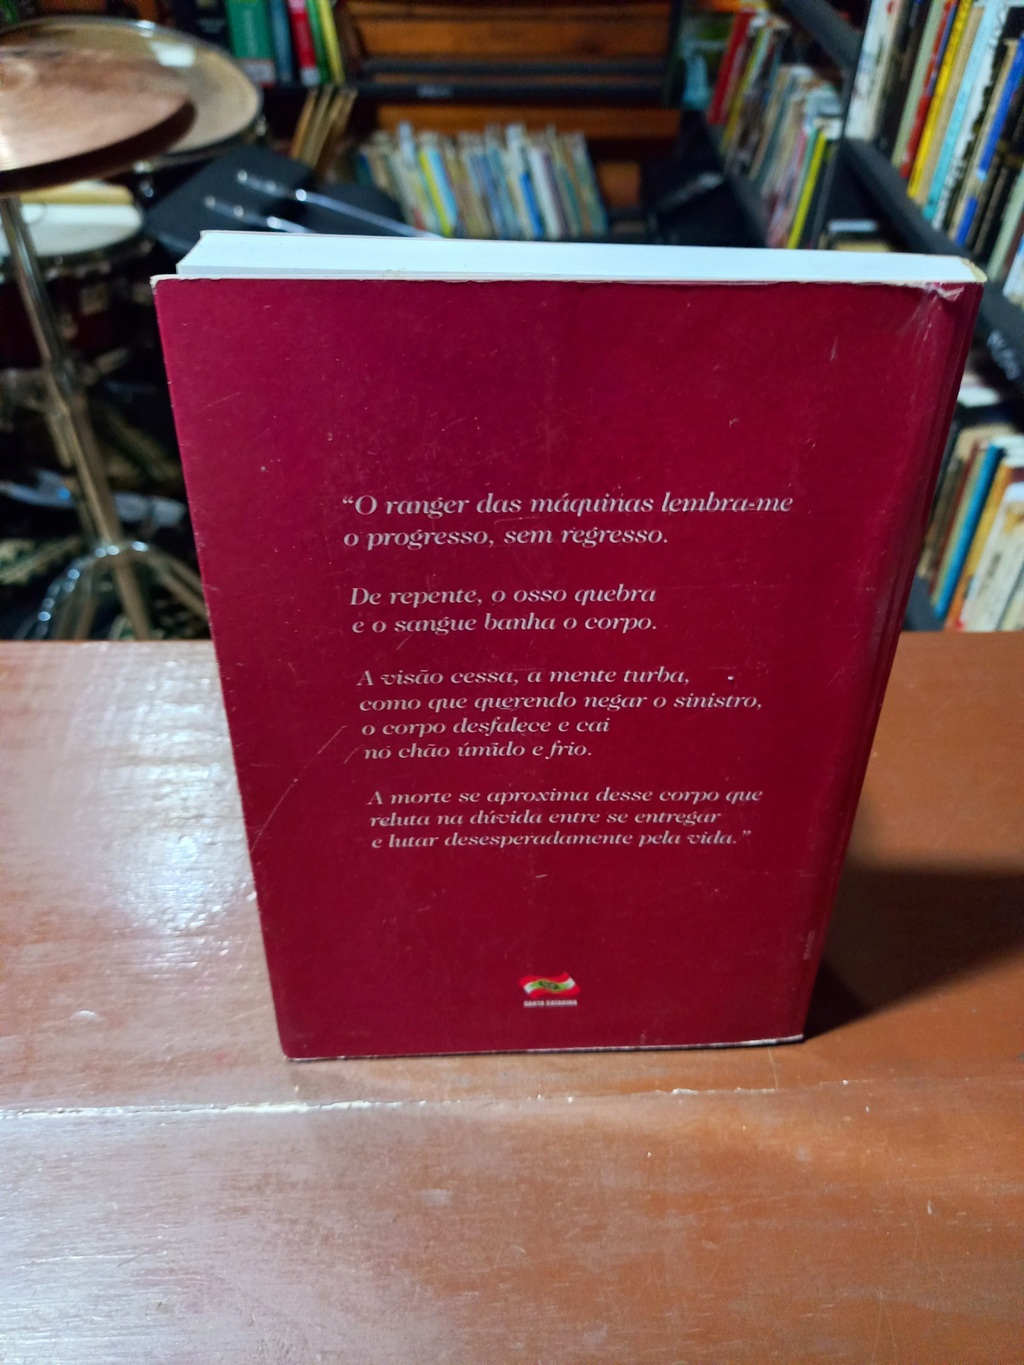 “O ranger das máquinas lembra-me
o progresso, sem regresso.
De repente, o osso quebra
e o sangue banha o corpo.
A visão cessa, a mente turba,
como que querendo negar o sinistro,
o corpo desfalece e cai
no chão úmido e frio.
A morte se aproxima desse corpo que
reluta na dúvida entre se entregar
e lutar desesperadamente pela vida.”
SANTA CATARINA